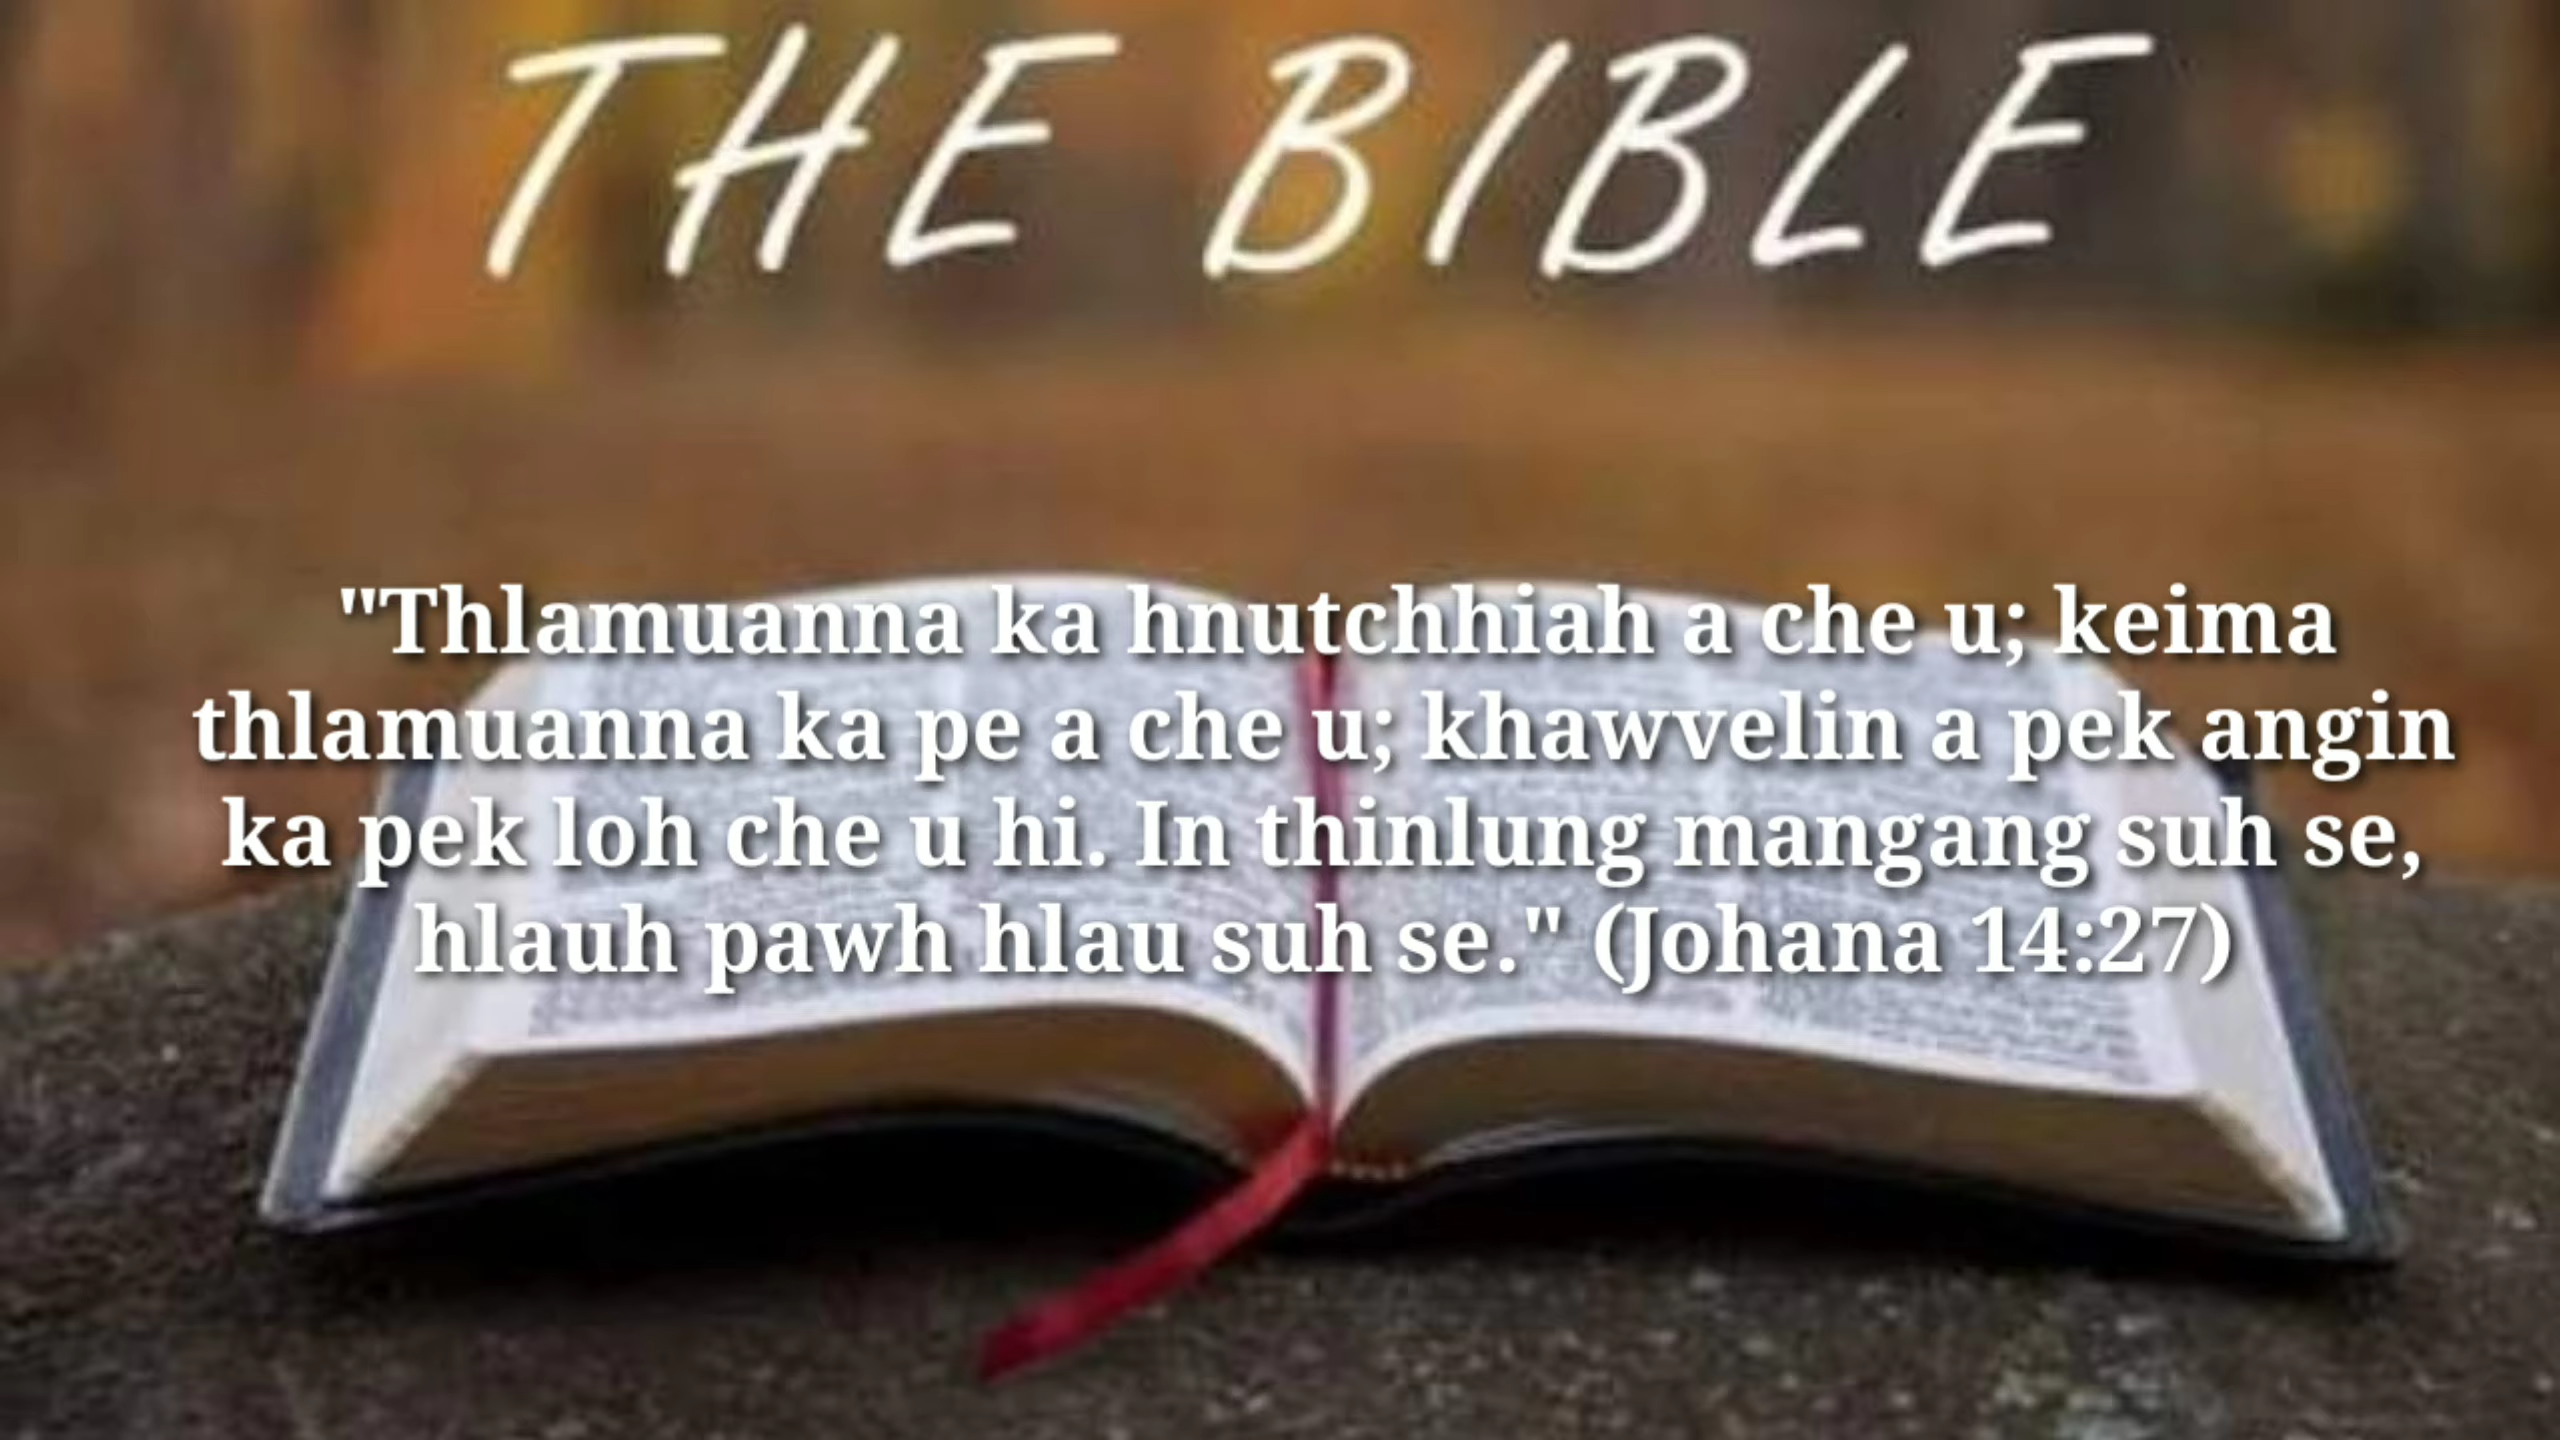 THE BIBLE
"Thlamuanna ka hnutchhiah a che u; keima
thlamuanna ka pe a che u; khawvelin a pek angin
ka pek loh che u hi. In thinlung mangang suh se,
hlauh pawh hlau suh se." (Johana 14:27)